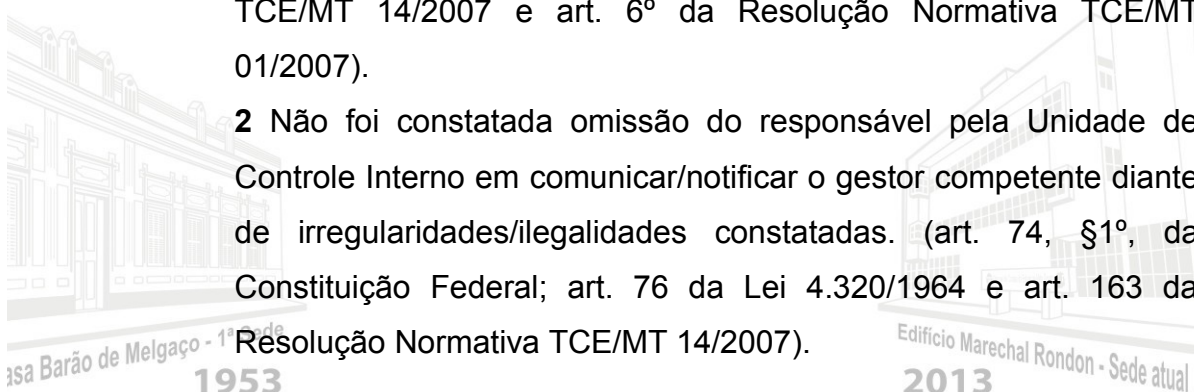 TCE/MT 14/2007 e art. 6º da Resolução Normativa TCE/MT
01/2007).
2 Não foi constatada omissão do responsável pela Unidade de
Controle Interno em comunicar/notificar o gestor competente diante
de irregularidades/ilegalidades constatadas. (art. 74, §1º, da
Constituição Federal; art. 76 da Lei 4.320/1964 e art. 163 da
Resolução Normativa TCE/MT 14/2007).
asa Barão de Melgaço - 1ª Sede
1953
Edifício Marechal Rondon - Sede atual
2013